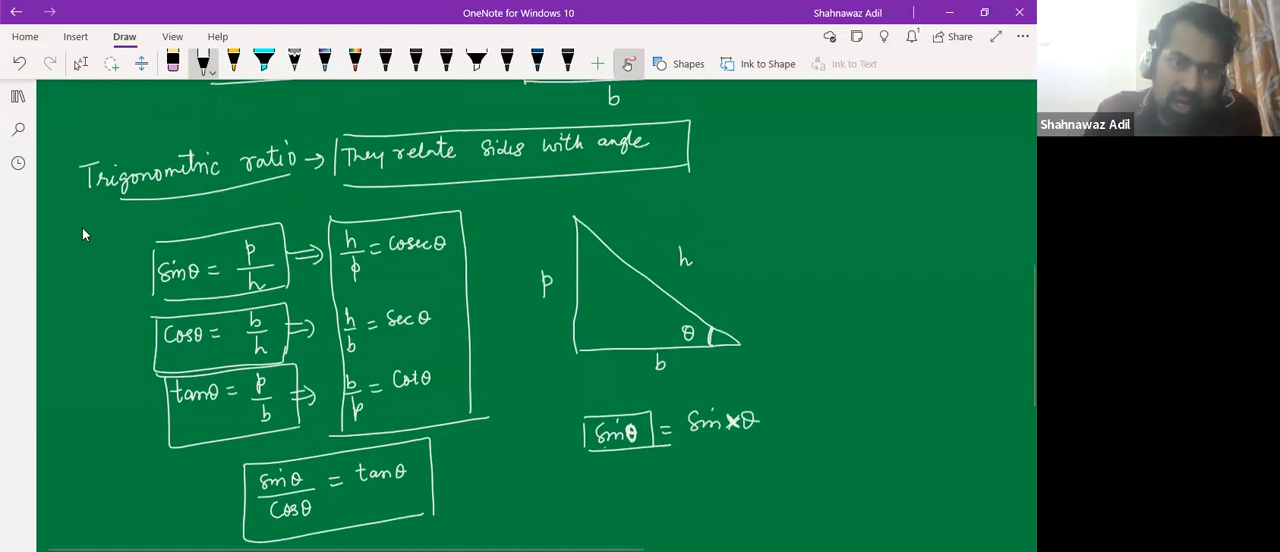 OneNote for Windows 10
Shahnawaz Adil
Home Insert Draw View Help
Share
Shapes Ink to Shape Ink to Text
b
Trigonometric ratio → They relate sides with angle
sinθ = p/h ⇒ h/p = cosecθ
cosθ = b/h ⇒ h/b = secθ
tanθ = p/b ⇒ b/p = cotθ
p
h
θ
b
sinθ = sin×θ
sinθ/cosθ = tanθ
Shahnawaz Adil